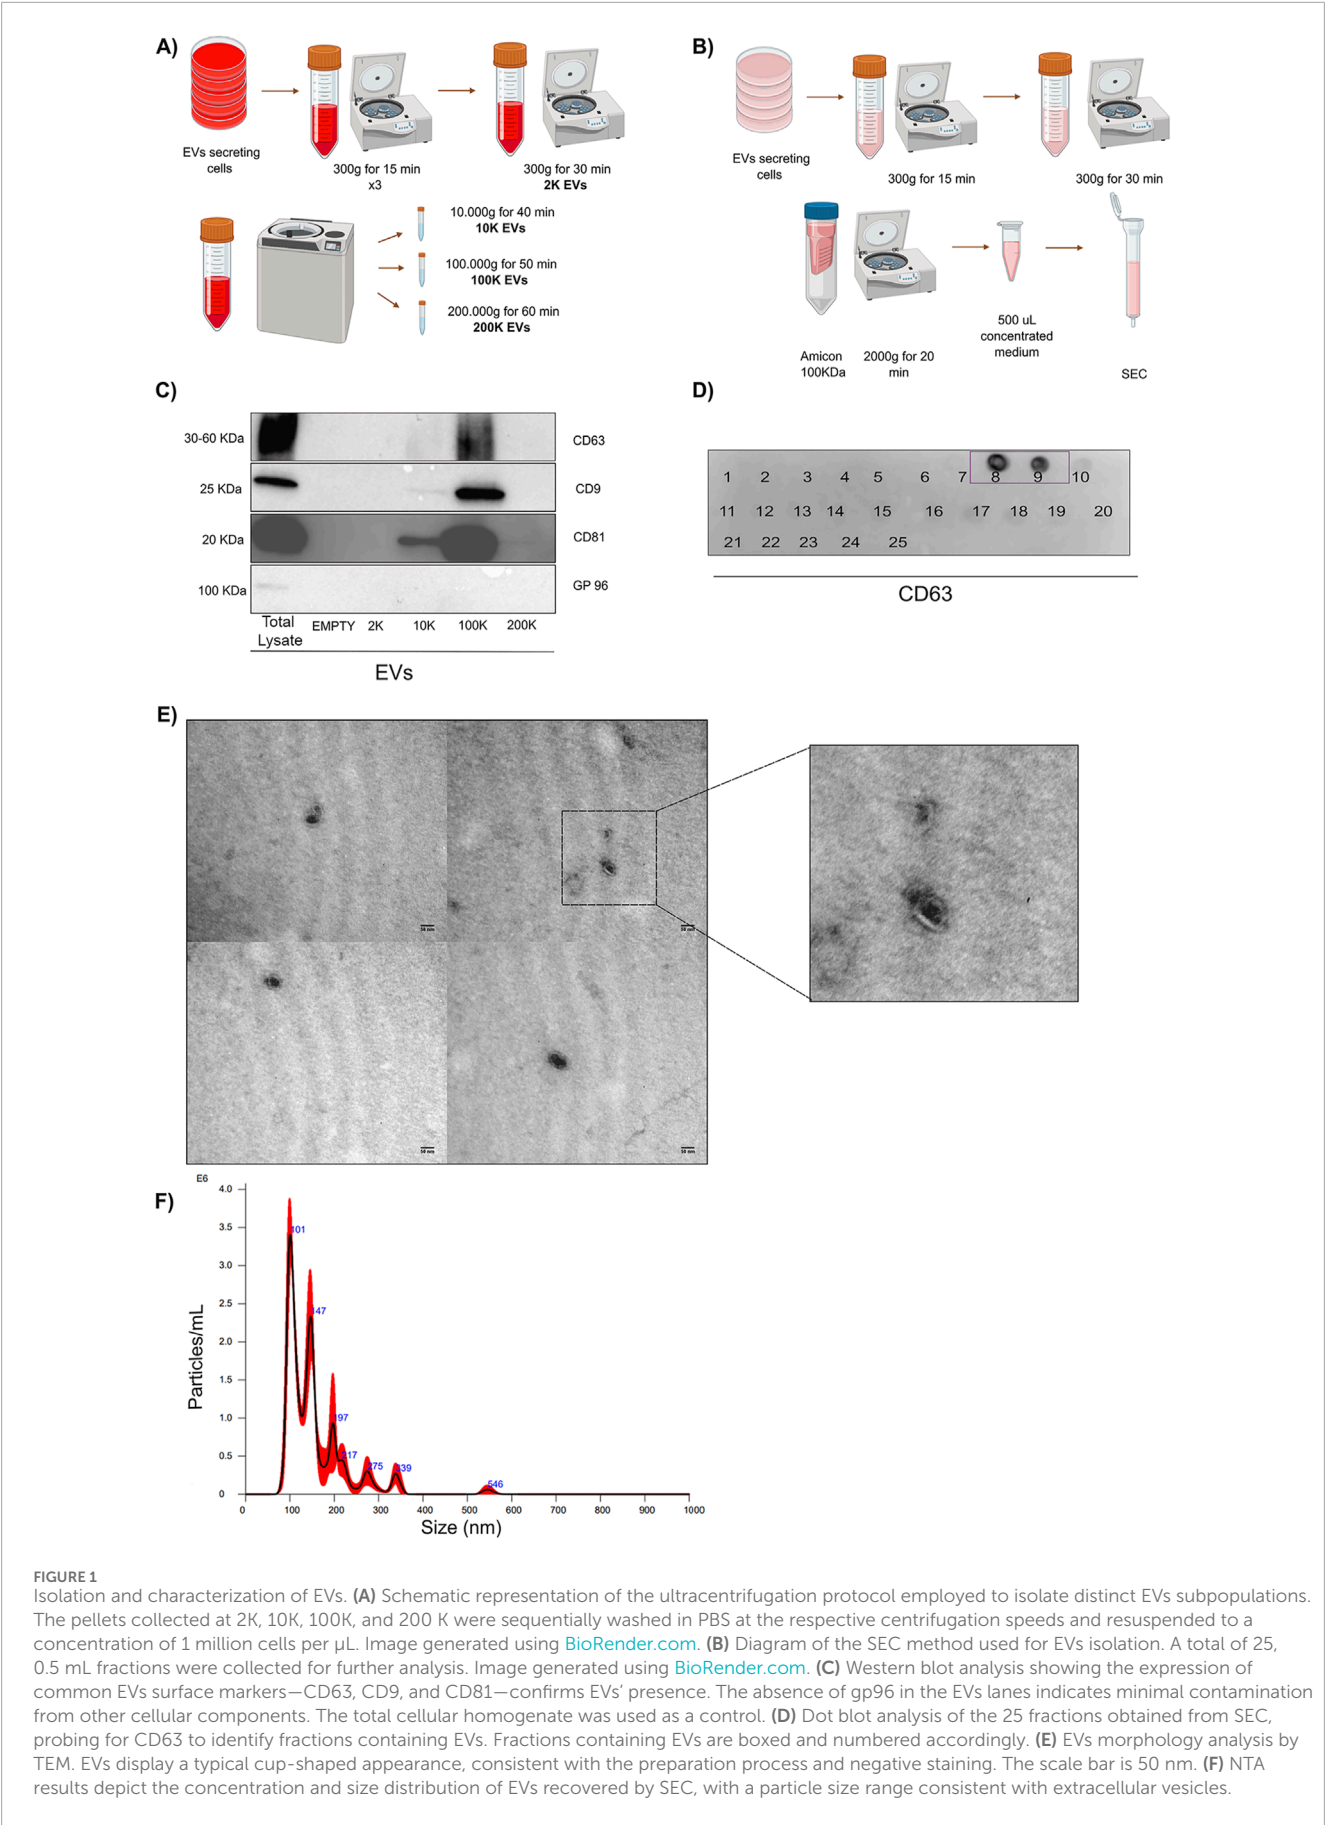 A)
EVs secreting
cells
300g for 15 min
x3
300g for 30 min
2K EVs
10.000g for 40 min
10K EVs
100.000g for 50 min
100K EVs
200.000g for 60 min
200K EVs
B)
EVs secreting
cells
300g for 15 min
300g for 30 min
Amicon
100KDa
2000g for 20
min
500 uL
concentrated
medium
SEC
C)
30-60 KDa
CD63
25 KDa
CD9
20 KDa
CD81
100 KDa
GP 96
Total
Lysate
EMPTY 2K 10K 100K 200K
EVs
D)
1 2 3 4 5 6 7 8 9 10
11 12 13 14 15 16 17 18 19 20
21 22 23 24 25
CD63
E)
50 nm
50 nm
50 nm
50 nm
F)
E6
4.0
3.5
3.0
2.5
2.0
1.5
1.0
0.5
0
Particles/mL
101
147
197
217
275
339
546
0 100 200 300 400 500 600 700 800 900 1000
Size (nm)
FIGURE 1
Isolation and characterization of EVs. (A) Schematic representation of the ultracentrifugation protocol employed to isolate distinct EVs subpopulations.
The pellets collected at 2K, 10K, 100K, and 200 K were sequentially washed in PBS at the respective centrifugation speeds and resuspended to a
concentration of 1 million cells per µL. Image generated using BioRender.com. (B) Diagram of the SEC method used for EVs isolation. A total of 25,
0.5 mL fractions were collected for further analysis. Image generated using BioRender.com. (C) Western blot analysis showing the expression of
common EVs surface markers—CD63, CD9, and CD81—confirms EVs' presence. The absence of gp96 in the EVs lanes indicates minimal contamination
from other cellular components. The total cellular homogenate was used as a control. (D) Dot blot analysis of the 25 fractions obtained from SEC,
probing for CD63 to identify fractions containing EVs. Fractions containing EVs are boxed and numbered accordingly. (E) EVs morphology analysis by
TEM. EVs display a typical cup-shaped appearance, consistent with the preparation process and negative staining. The scale bar is 50 nm. (F) NTA
results depict the concentration and size distribution of EVs recovered by SEC, with a particle size range consistent with extracellular vesicles.